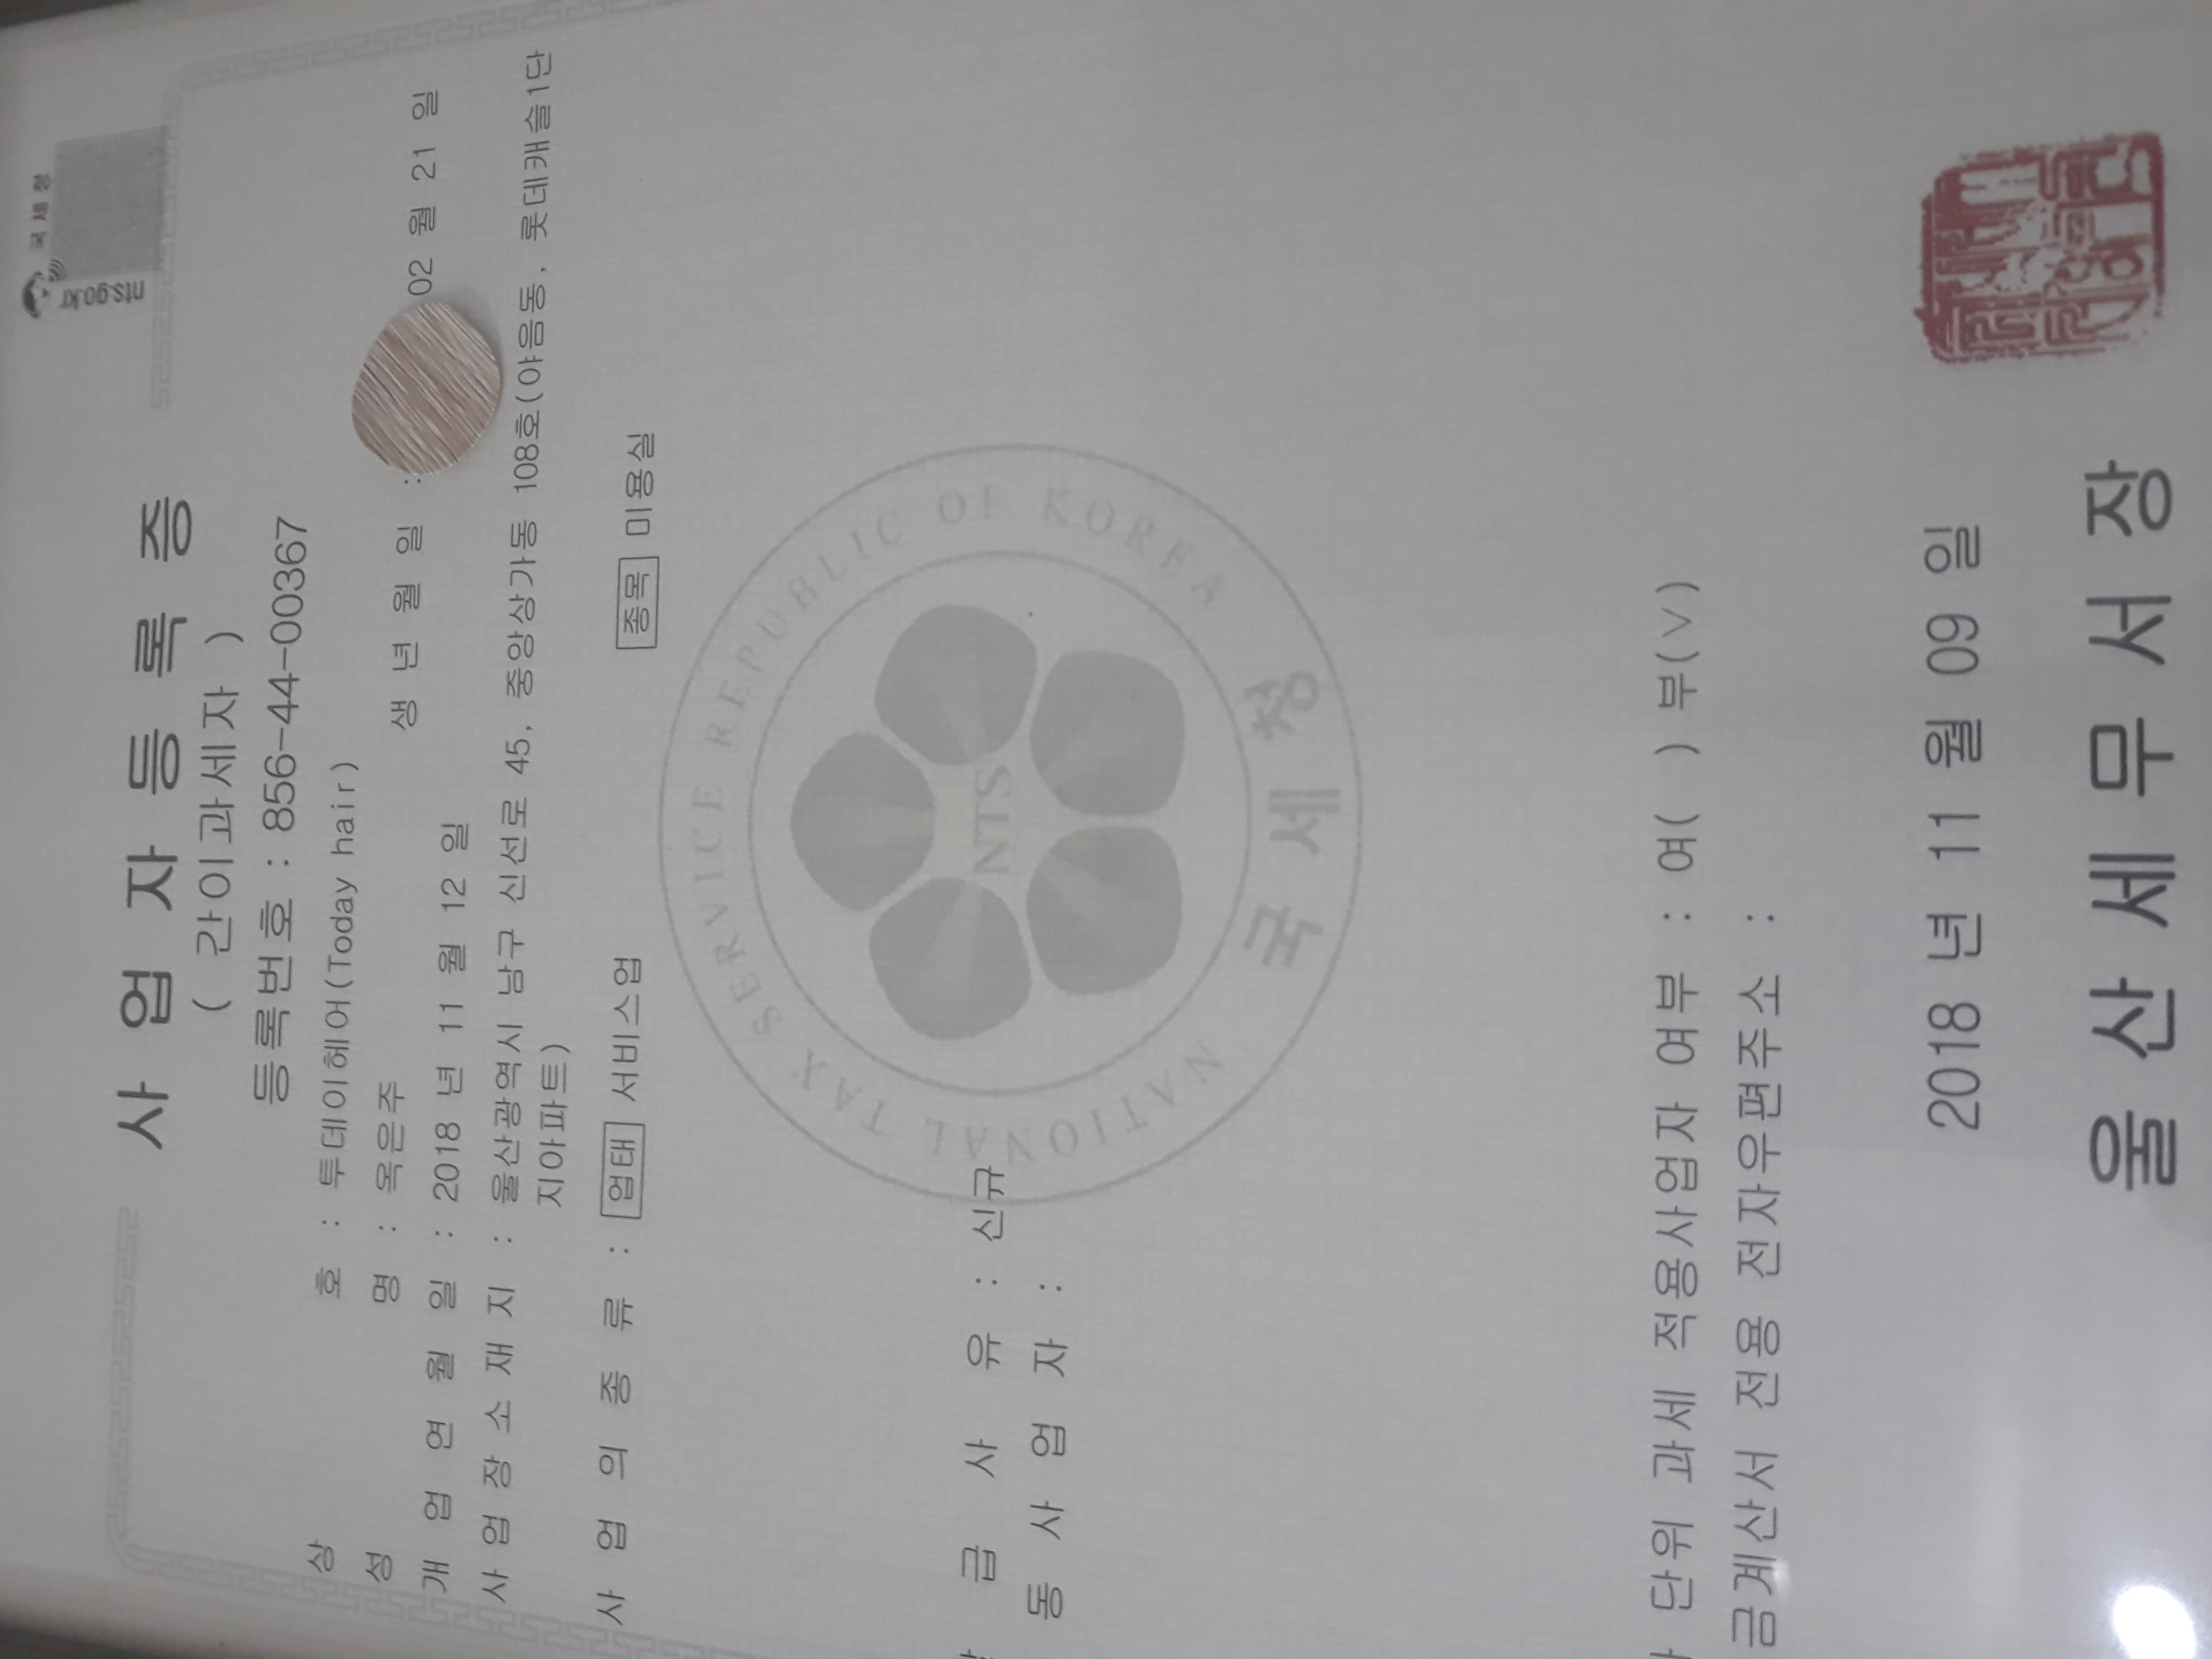 국세청
nts.go.kr
사업자등록증
( 간이과세자 )
등록번호 : 856-44-00367
상 호 : 투데이헤어(Today hair)
성 명 : 옥은주 생 년 월 일 : 02 월 21 일
개 업 연 월 일 : 2018 년 11 월 12 일
사 업 장 소 재 지 : 울산광역시 남구 신선로 45, 중앙상가동 108호(야음동, 롯데캐슬1단
지아파트)
사 업 의 종 류 : 업태 서비스업 종목 미용실
NATIONAL TAX SERVICE REPUBLIC OF KOREA
NTS
국세청
급 사 유 : 신규
동 사 업 자 :
단위 과세 적용사업자 여부 : 여( ) 부(V)
금계산서 전용 전자우편주소 :
2018 년 11 월 09 일
울산세무서장